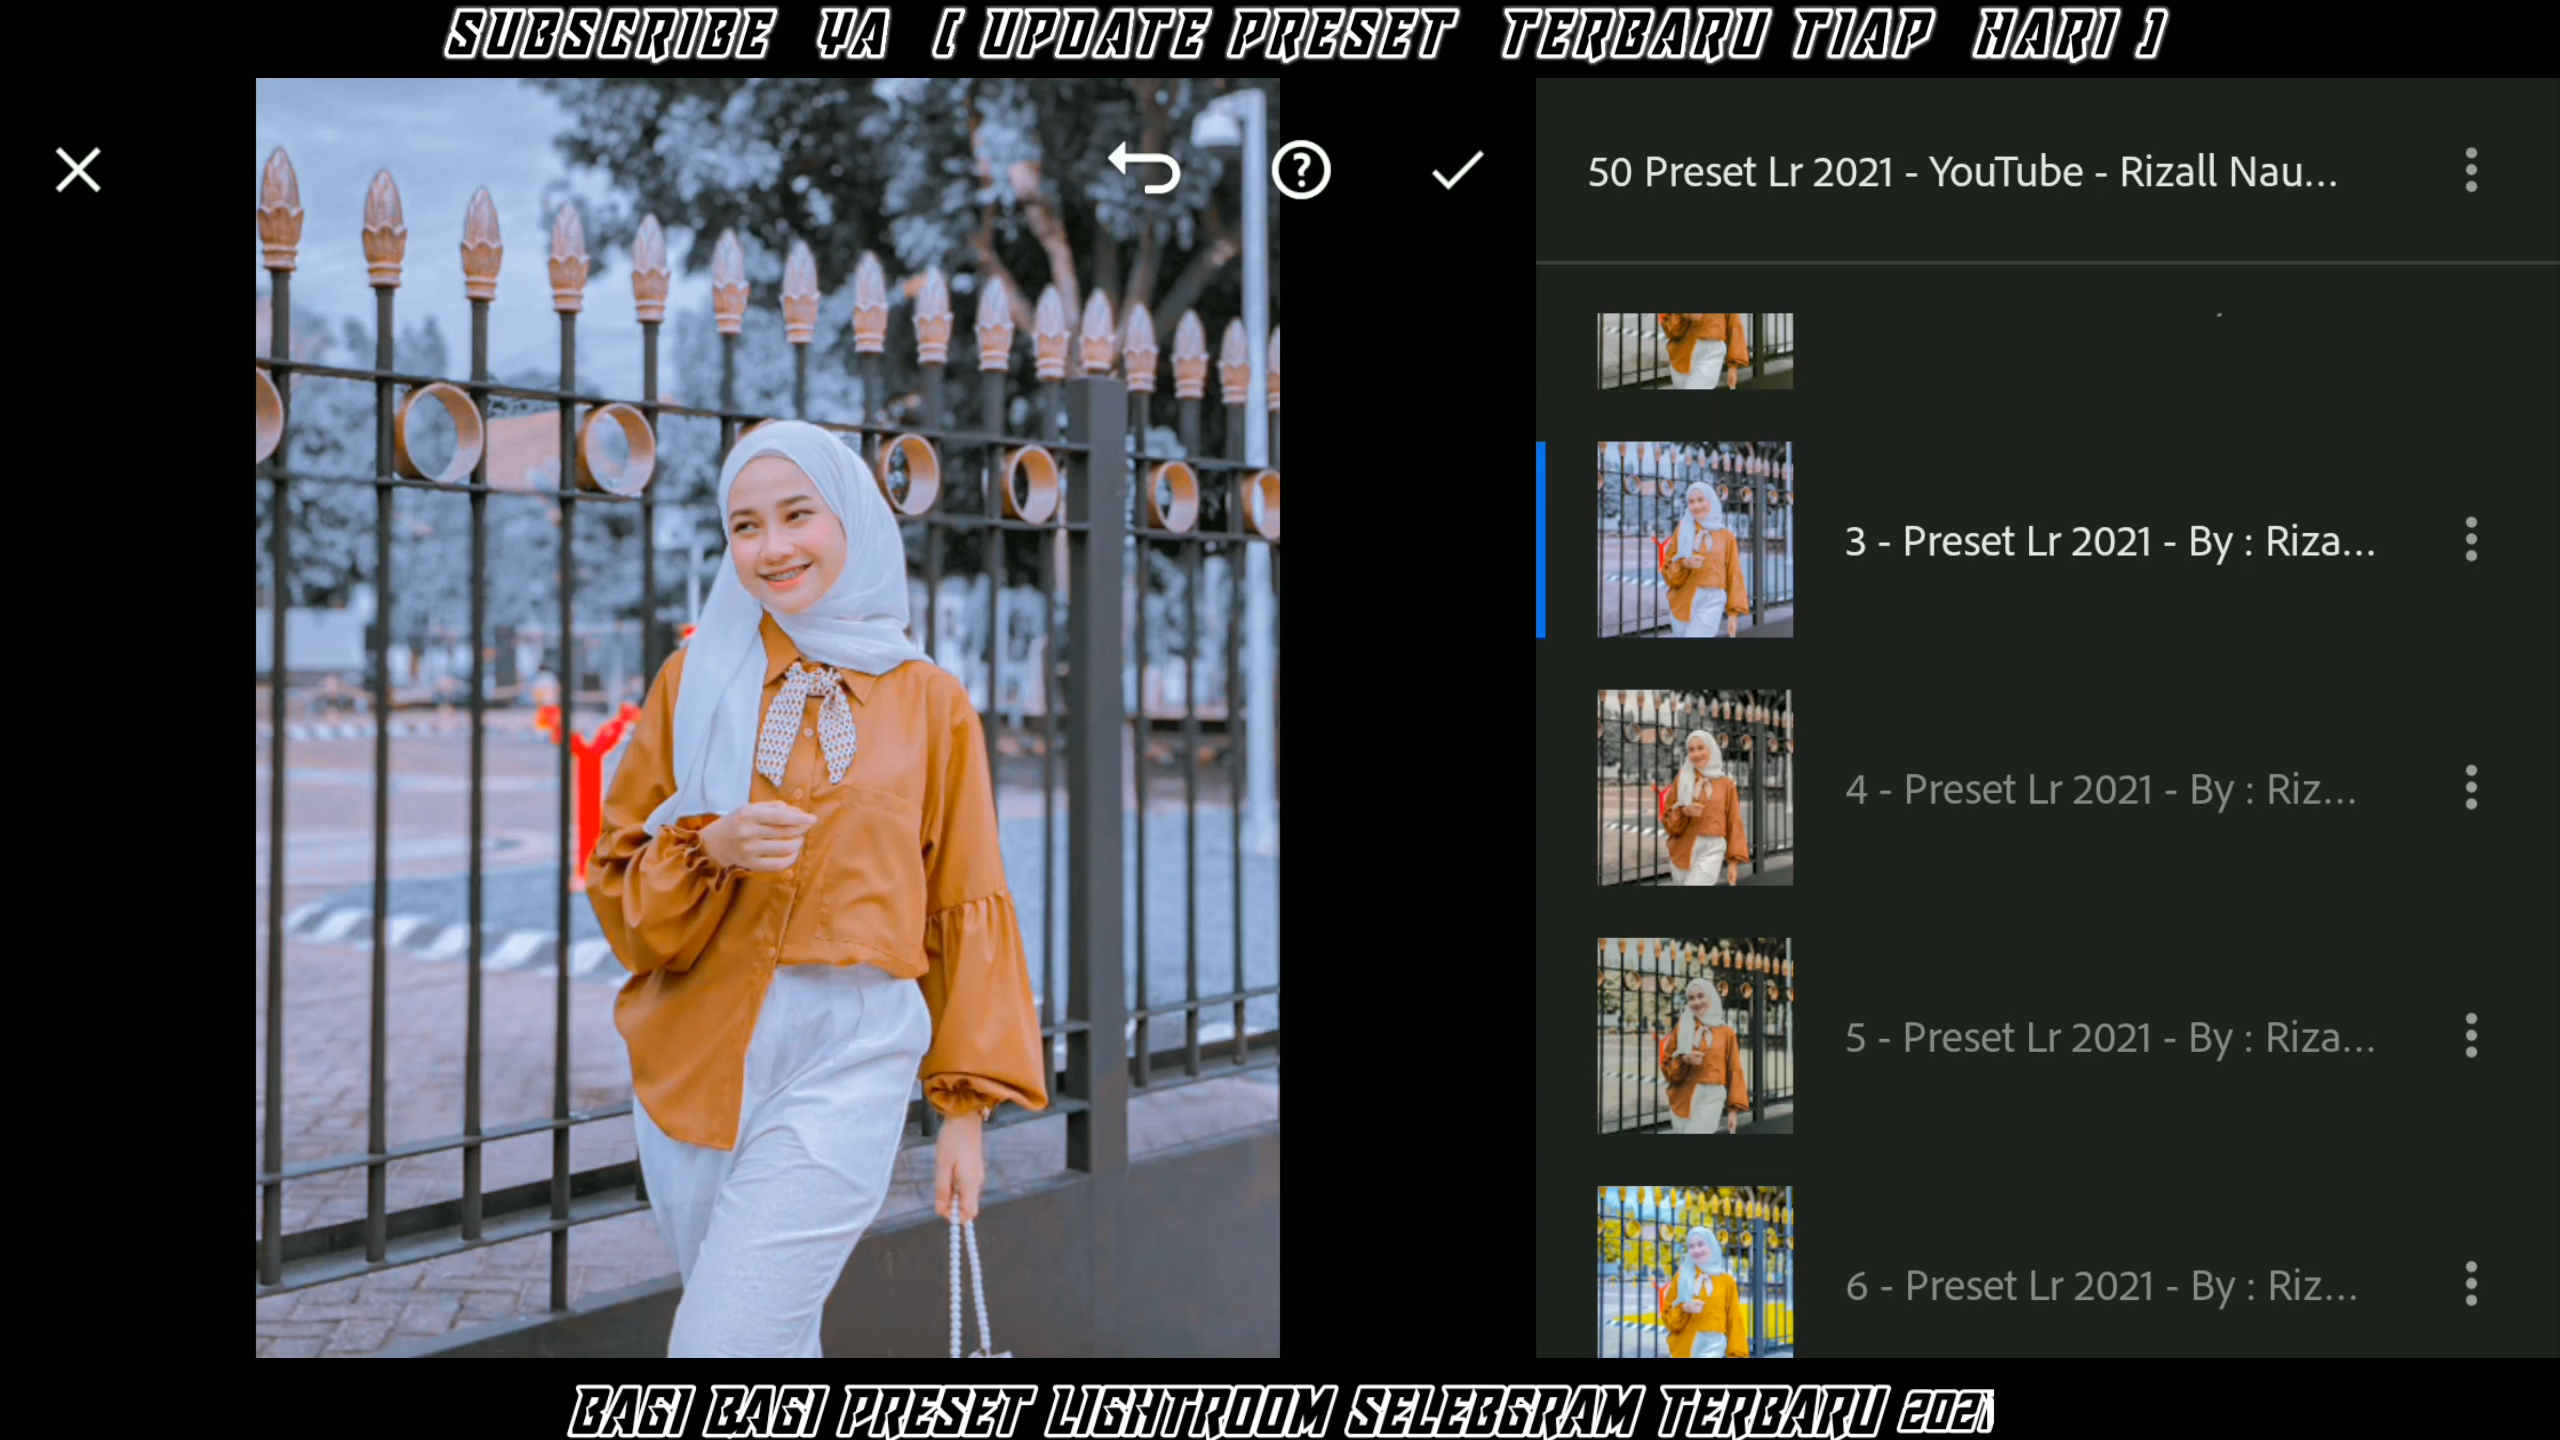 SUBSCRIBE YA [ UPDATE PRESET TERBARU TIAP HARI ]
50 Preset Lr 2021 - YouTube - Rizall Nau...
3 - Preset Lr 2021 - By : Riza...
4 - Preset Lr 2021 - By : Riz...
5 - Preset Lr 2021 - By : Riza...
6 - Preset Lr 2021 - By : Riz...
BAGI BAGI PRESET LIGHTROOM SELEBGRAM TERBARU 2021